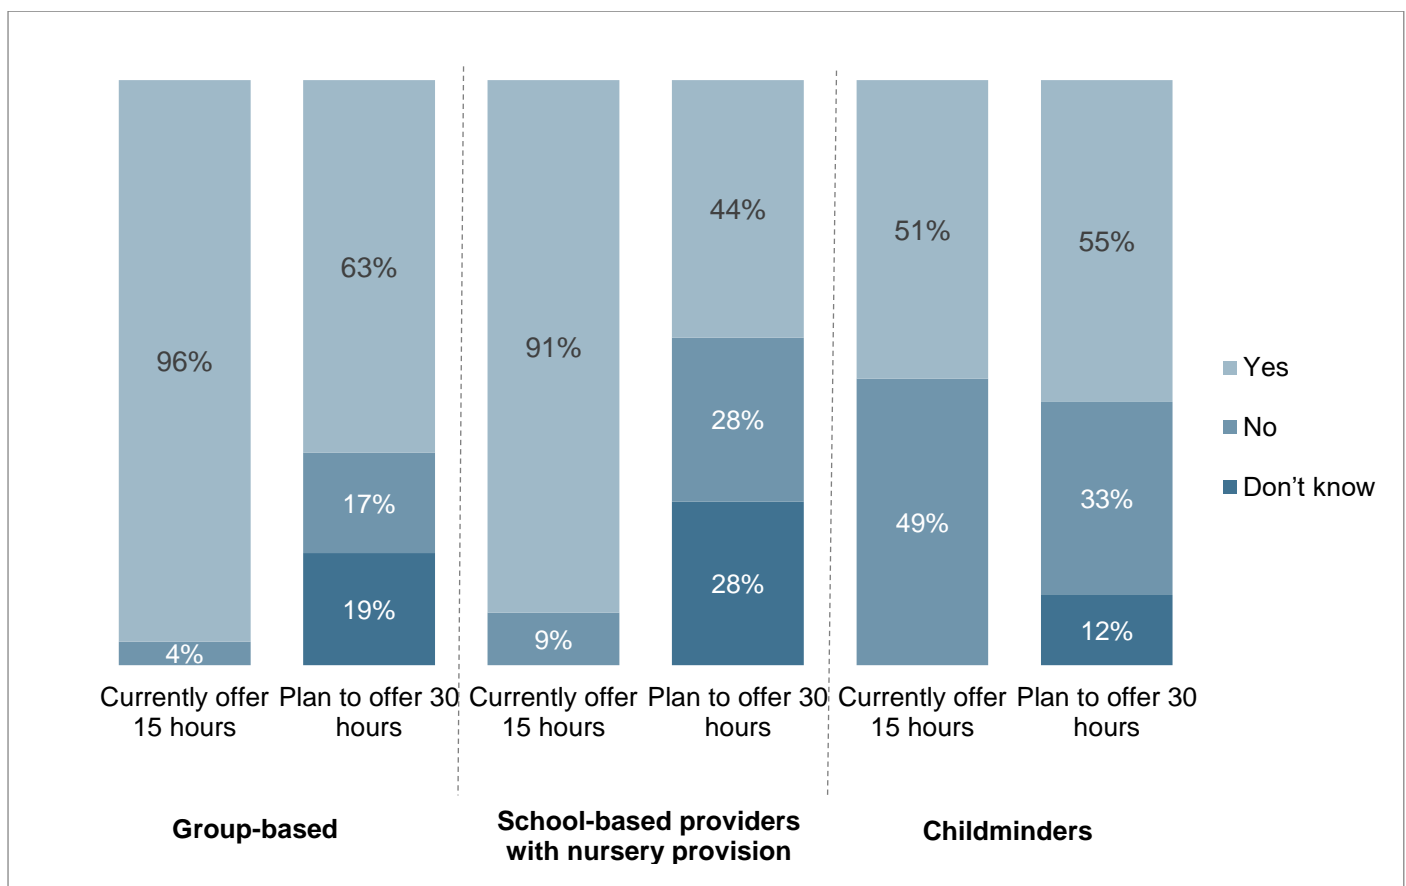 96%
4%
63%
17%
19%
91%
9%
44%
28%
28%
51%
49%
55%
33%
12%
Yes
No
Don’t know
Currently offer
15 hours
Plan to offer 30
hours
Currently offer
15 hours
Plan to offer 30
hours
Currently offer
15 hours
Plan to offer 30
hours
Group-based
School-based providers
with nursery provision
Childminders